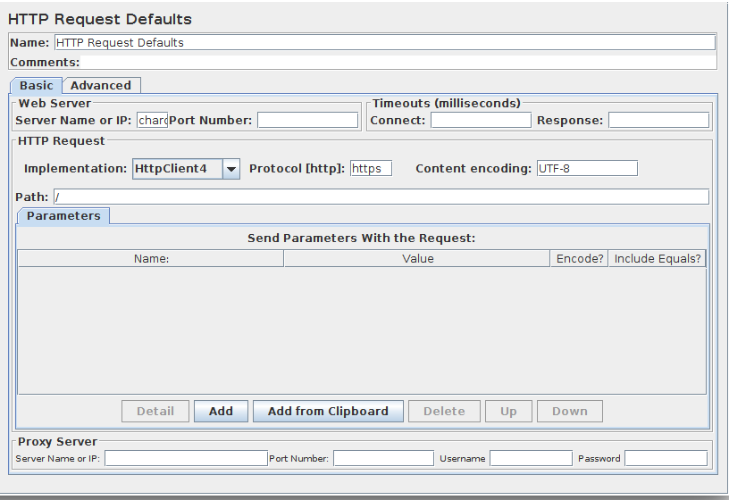 HTTP Request Defaults
Name: HTTP Request Defaults
Comments:
Basic Advanced
Web Server Timeouts (milliseconds)
Server Name or IP: Port Number: Connect: Response:
HTTP Request
Implementation: HttpClient4 Protocol [http]: https Content encoding: UTF-8
Path: /
Parameters
Send Parameters With the Request:
Name: Value Encode? Include Equals?
Detail Add Add from Clipboard Delete Up Down
Proxy Server
Server Name or IP: Port Number: Username Password